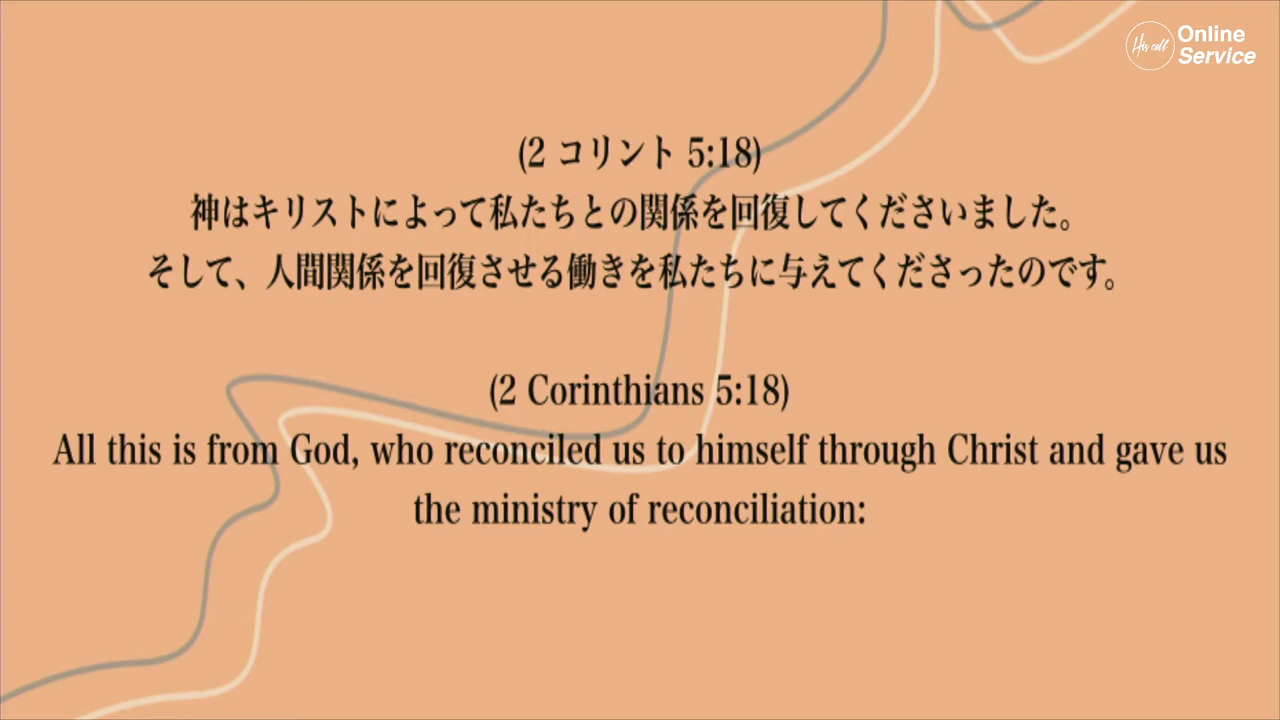 His call
Online
Service
(2 コリント 5:18)
神はキリストによって私たちとの関係を回復してくださいました。
そして、人間関係を回復させる働きを私たちに与えてくださったのです。
(2 Corinthians 5:18)
All this is from God, who reconciled us to himself through Christ and gave us
the ministry of reconciliation: